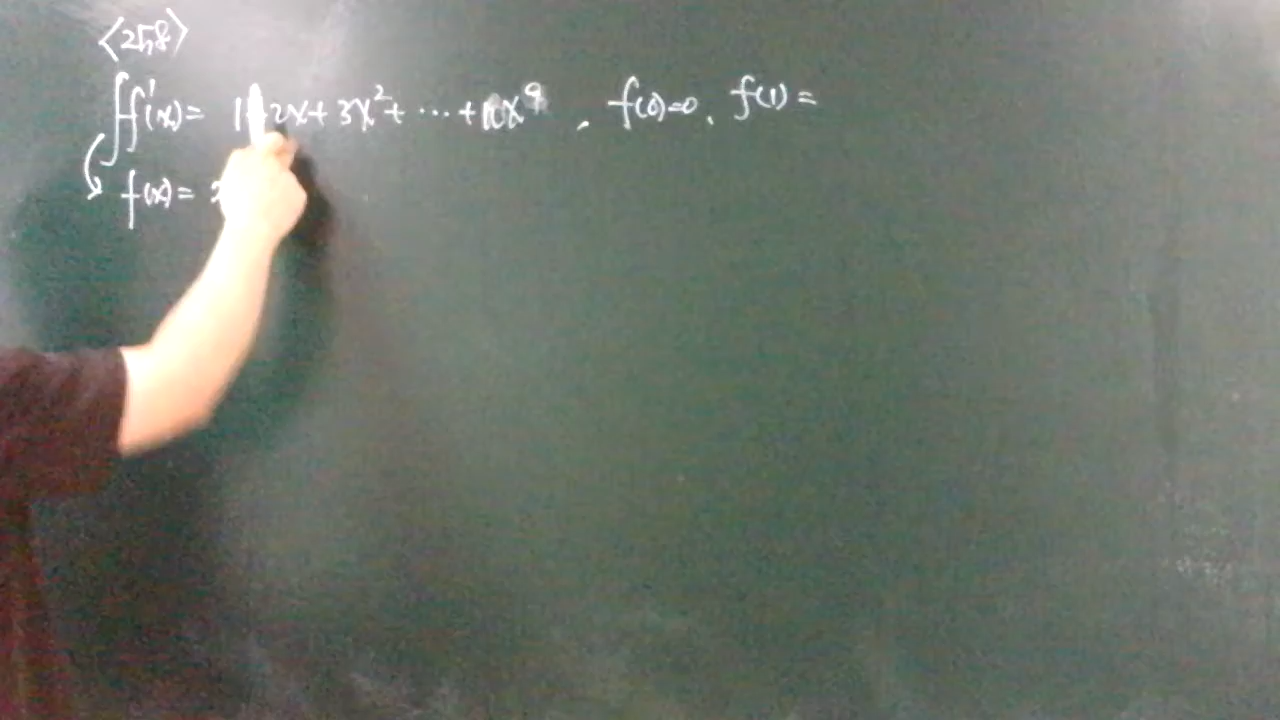 <258>
∫f'(x)= 1+2x+3x²+ ⋯ +10x⁹ , f(0)=0, f(1)=
f(x)= x